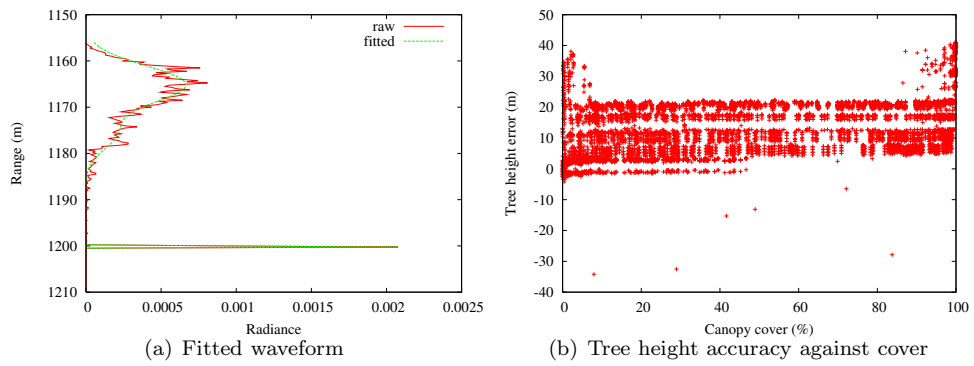 raw
fitted
1150
1160
1170
1180
1190
1200
1210
Range (m)
0 0.0005 0.001 0.0015 0.002 0.0025
Radiance
(a) Fitted waveform
50
40
30
20
10
0
-10
-20
-30
-40
Tree height error (m)
0 20 40 60 80 100
Canopy cover (%)
(b) Tree height accuracy against cover